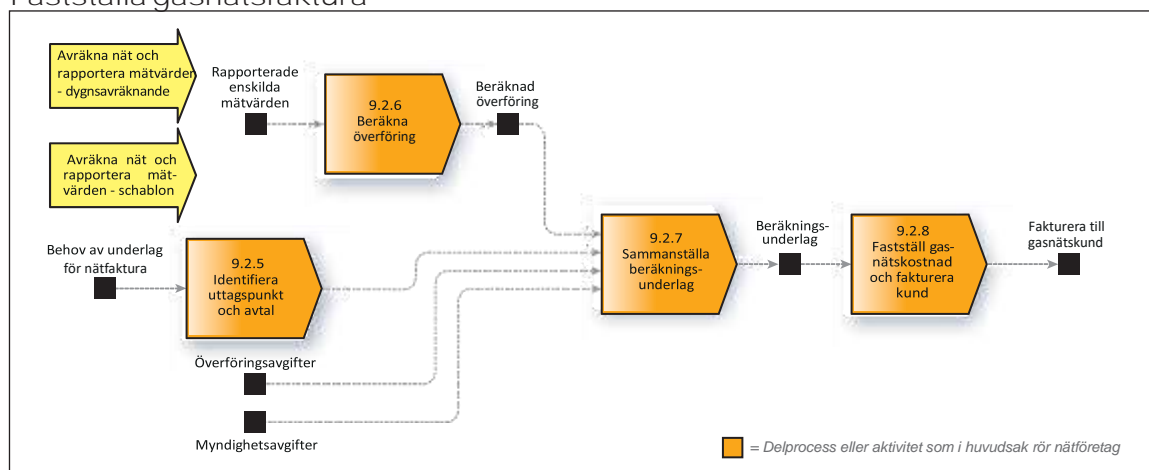 Fastställa gasnätsfaktura
Avräkna nät och
rapportera mätvärden
- dygnsavräknande
Avräkna nät och
rapportera mät-
värden - schablon
Rapporterade
enskilda
mätvärden
9.2.6
Beräkna
överföring
Beräknad
överföring
Behov av underlag
för nätfaktura
9.2.5
Identifiera
uttagspunkt
och avtal
Överföringsavgifter
Myndighetsavgifter
9.2.7
Sammanställa
beräknings-
underlag
Beräknings-
underlag
9.2.8
Fastställ gas-
nätskostnad
och fakturera
kund
Fakturera till
gasnätskund
= Delprocess eller aktivitet som i huvudsak rör nätföretag